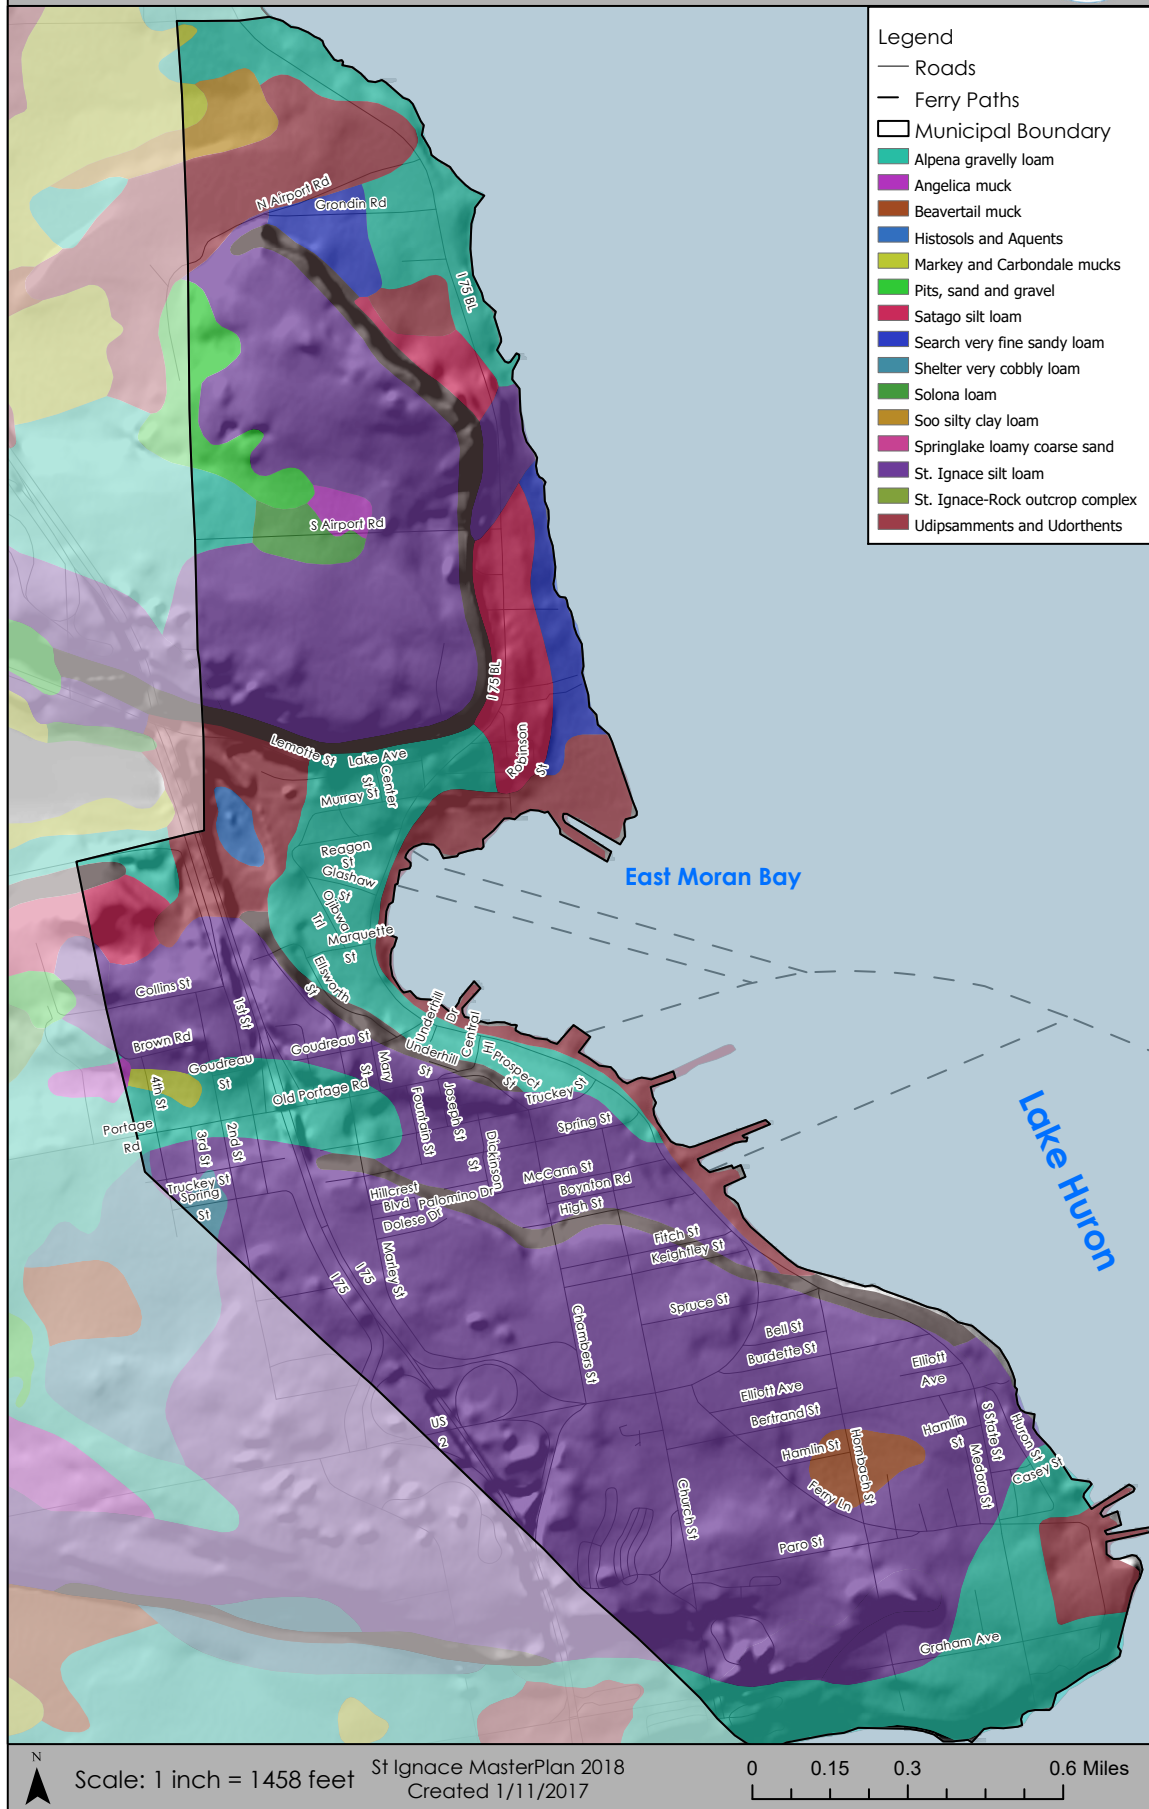 Legend
Roads
Ferry Paths
Municipal Boundary
Alpena gravelly loam
Angelica muck
Beavertail muck
Histosols and Aquents
Markey and Carbondale mucks
Pits, sand and gravel
Satago silt loam
Search very fine sandy loam
Shelter very cobbly loam
Solona loam
Soo silty clay loam
Springlake loamy coarse sand
St. Ignace silt loam
St. Ignace-Rock outcrop complex
Udipsamments and Udorthents
N Airport Rd
Grondin Rd
I 75 BL
S Airport Rd
I 75 BL
Robinson
St
Lemotte St
Lake Ave
Center
St
Murray St
Reagon
St
Glashaw
St
Ojibwa
Trl
Marquette
St
Ellsworth
St
East Moran Bay
Collins St
1st St
Brown Rd
Goudreau St
Goudreau
St
Underhill
Dr
Central
Hl
Underhill
St
Prospect
St
Truckey St
Mary
St
4th St
Old Portage Rd
Fountain St
Joseph St
Dickinson
St
Spring St
Portage
Rd
3rd St
2nd St
Truckey St
Spring
St
McCann St
Boynton Rd
High St
Hillcrest
Blvd
Palomino Dr
Dolese Dr
Marley St
Fitch St
Keightley St
Lake Huron
I 75
I 75
Spruce St
Chambers St
Bell St
Burdette St
Elliott
Ave
Elliott Ave
Bertrand St
US
2
Hamlin St
Hombach St
Hamlin
St
S State St
Huron St
Medora St
Casey St
Ferry Ln
Church St
Paro St
Graham Ave
N
Scale: 1 inch = 1458 feet
St Ignace MasterPlan 2018
Created 1/11/2017
0 0.15 0.3 0.6 Miles